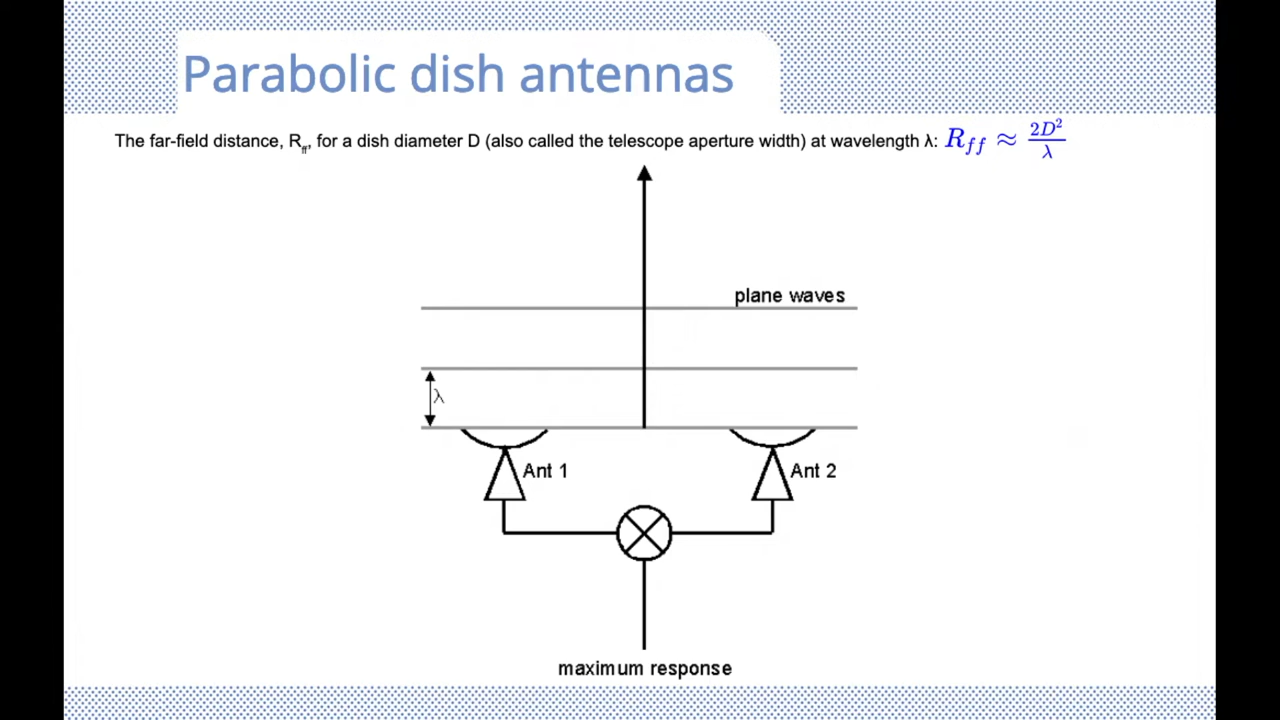 Parabolic dish antennas
The far-field distance, R_ff, for a dish diameter D (also called the telescope aperture width) at wavelength λ: R_ff ≈ 2D²/λ
plane waves
λ
Ant 1
Ant 2
maximum response